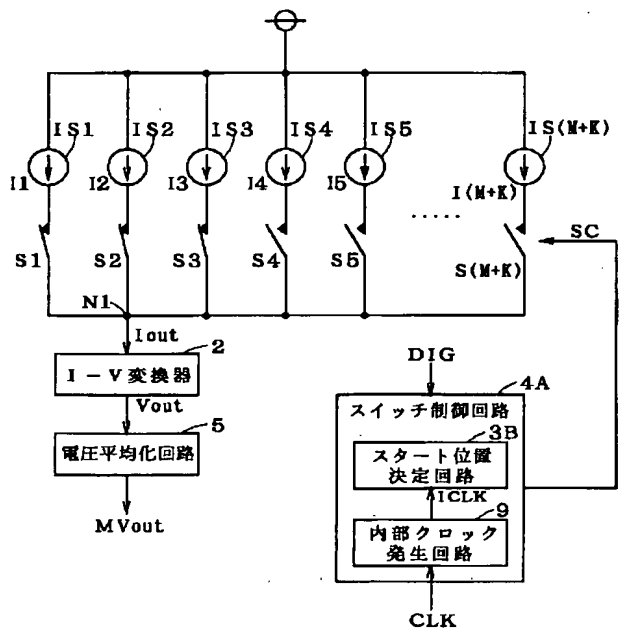 IS1 IS2 IS3 IS4 IS5 IS(M+K)
I1 I2 I3 I4 I5 I(M+K)
SC
S1 S2 S3 S4 S5 S(M+K)
N1
Iout
2
I-V変換器
Vout
5
電圧平均化回路
MVout
DIG
4A
スイッチ制御回路
3B
スタート位置
決定回路
ICLK
9
内部クロック
発生回路
CLK